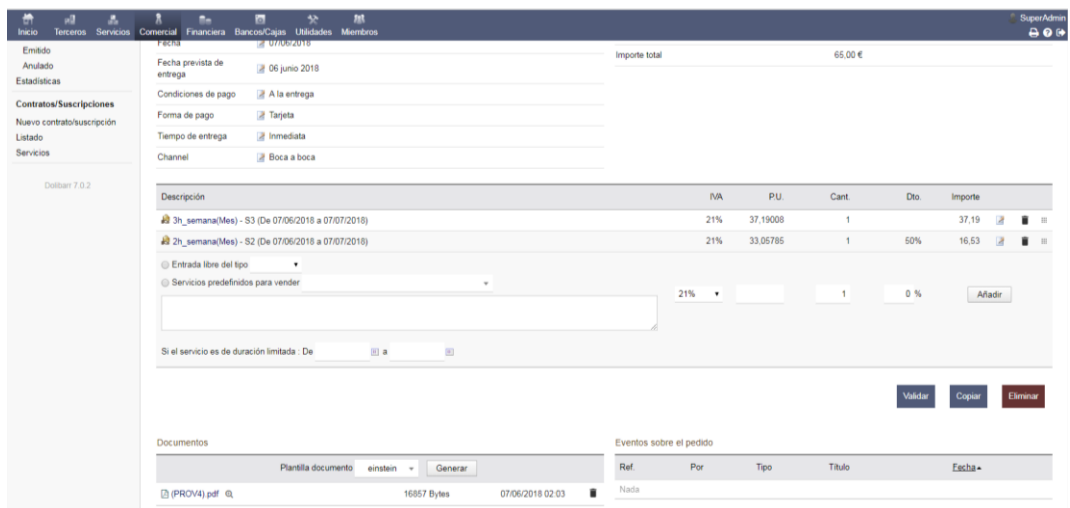 SuperAdmin
Inicio Terceros Servicios Comercial Financiera Bancos/Cajas Utilidades Miembros
Emitido
Anulado
Estadísticas
Contratos/Suscripciones
Nuevo contrato/suscripción
Listado
Servicios
Dolibarr 7.0.2
Fecha 07/06/2018
Fecha prevista de
entrega 06 junio 2018
Condiciones de pago A la entrega
Forma de pago Tarjeta
Tiempo de entrega Inmediata
Channel Boca a boca
Importe total 65,00 €
Descripción IVA P.U. Cant. Dto. Importe
3h_semana(Mes) - S3 (De 07/06/2018 a 07/07/2018) 21% 37,19008 1 37,19
2h_semana(Mes) - S2 (De 07/06/2018 a 07/07/2018) 21% 33,05785 1 50% 16,53
Entrada libre del tipo
Servicios predefinidos para vender
21% 1 0 % Añadir
Si el servicio es de duración limitada : De a
Validar Copiar Eliminar
Documentos
Plantilla documento einstein Generar
(PROV4).pdf 16857 Bytes 07/06/2018 02:03
Eventos sobre el pedido
Ref. Por Tipo Título Fecha
Nada